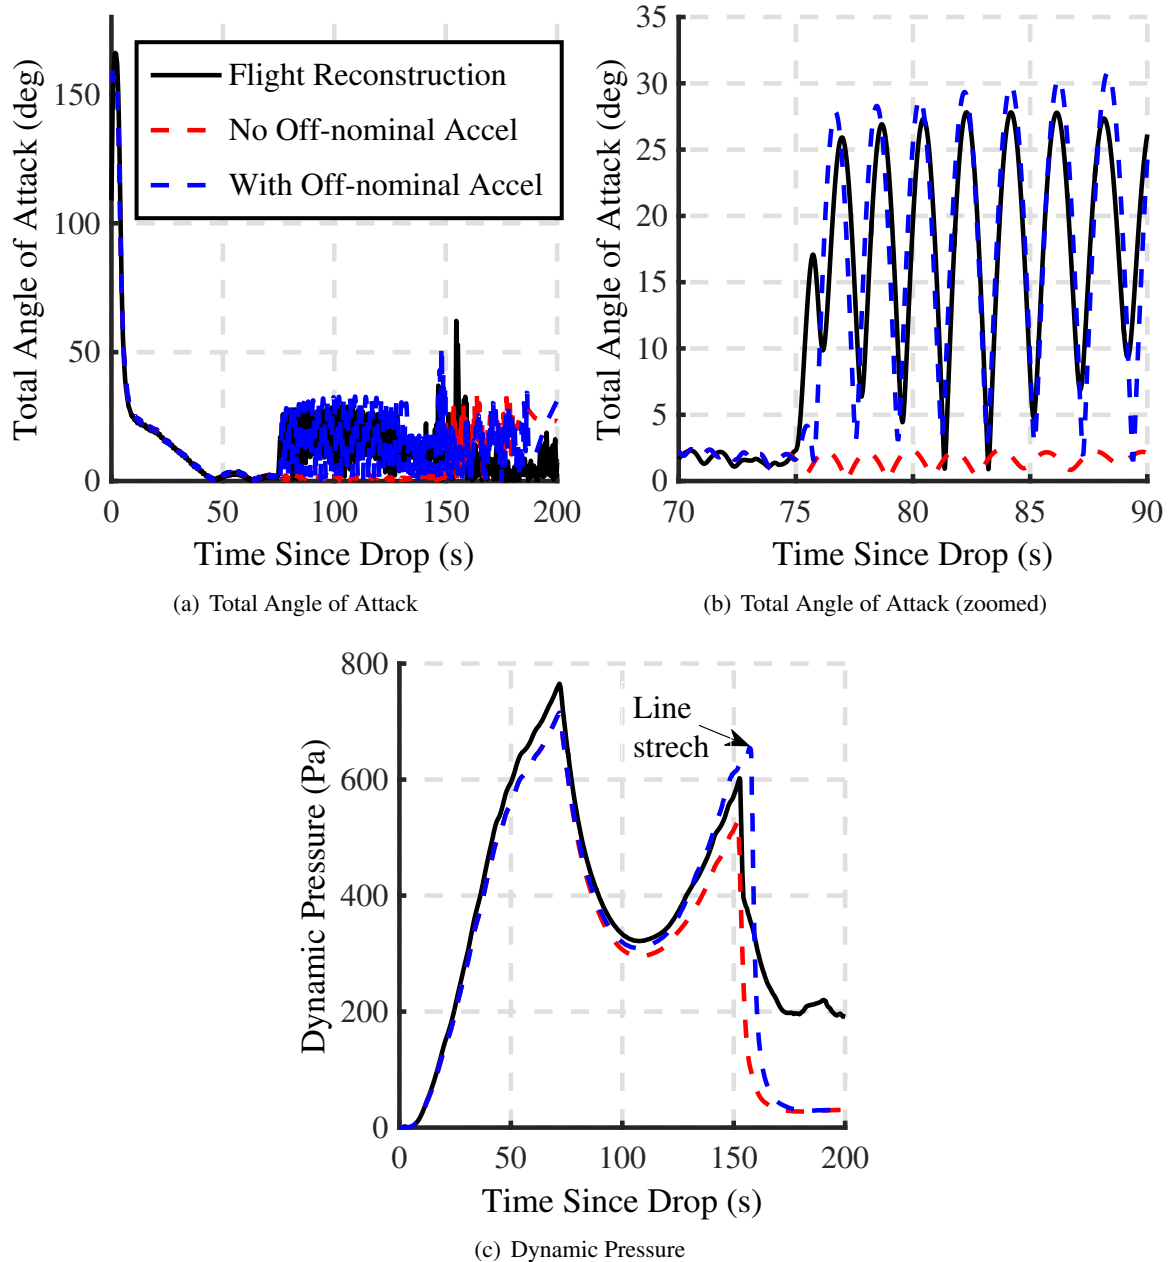 Total Angle of Attack (deg)
150
100
50
0
Flight Reconstruction
No Off-nominal Accel
With Off-nominal Accel
0 50 100 150 200
Time Since Drop (s)
(a) Total Angle of Attack
Total Angle of Attack (deg)
35
30
25
20
15
10
5
0
70 75 80 85 90
Time Since Drop (s)
(b) Total Angle of Attack (zoomed)
Dynamic Pressure (Pa)
800
600
400
200
0
Line
strech
0 50 100 150 200
Time Since Drop (s)
(c) Dynamic Pressure